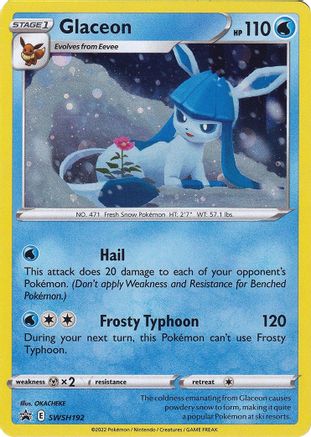 STAGE 1
Glaceon
HP 110
Evolves from Eevee
NO. 471 Fresh Snow Pokémon HT: 2'7" WT: 57.1 lbs.
Hail
This attack does 20 damage to each of your opponent's
Pokémon. (Don't apply Weakness and Resistance for Benched
Pokémon.)
Frosty Typhoon 120
During your next turn, this Pokémon can't use Frosty
Typhoon.
weakness ×2 resistance retreat
Illus. OKACHEKE
E SWSH192
The coldness emanating from Glaceon causes
powdery snow to form, making it quite
a popular Pokémon at ski resorts.
©2022 Pokémon / Nintendo / Creatures / GAME FREAK